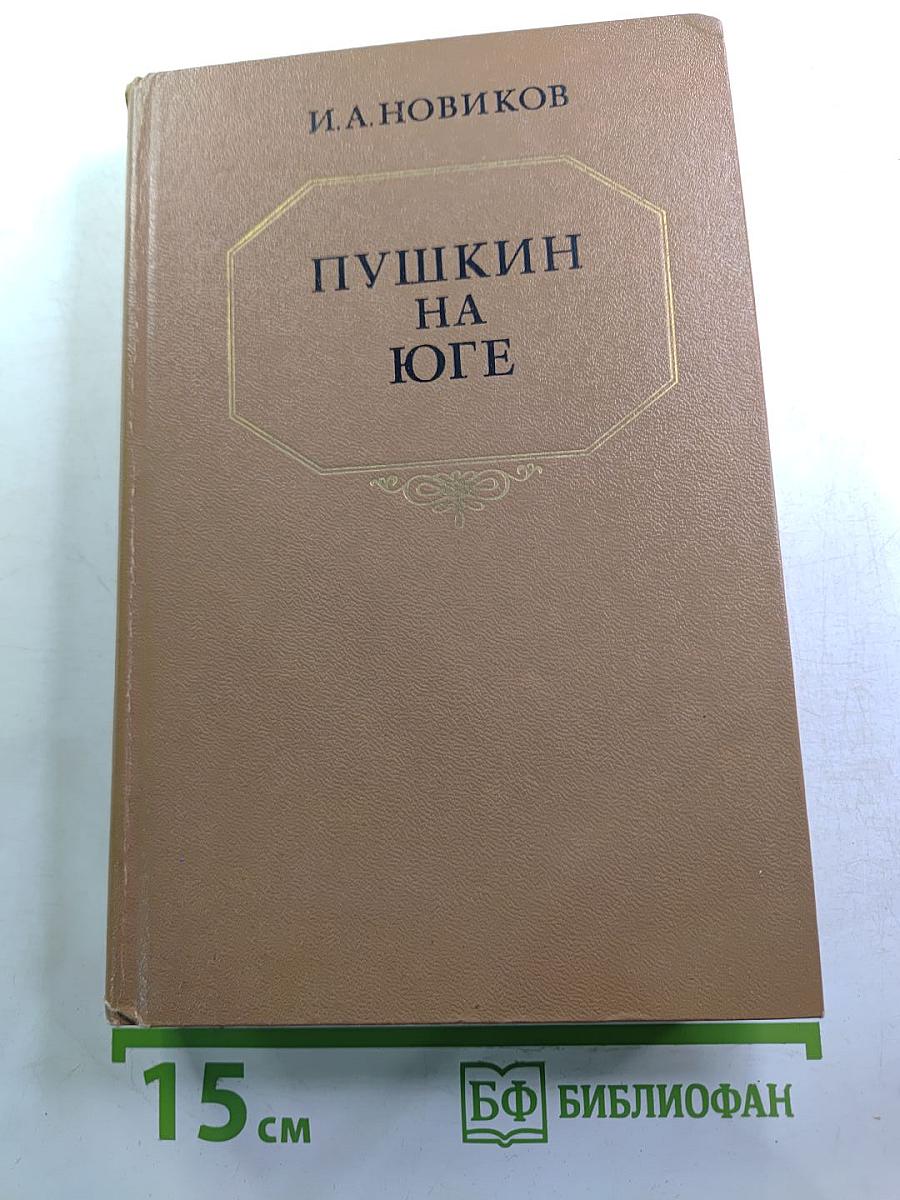 И. А. НОВИКОВ
ПУШКИН
НА
ЮГЕ
15 см
БФ БИБЛИОФАН